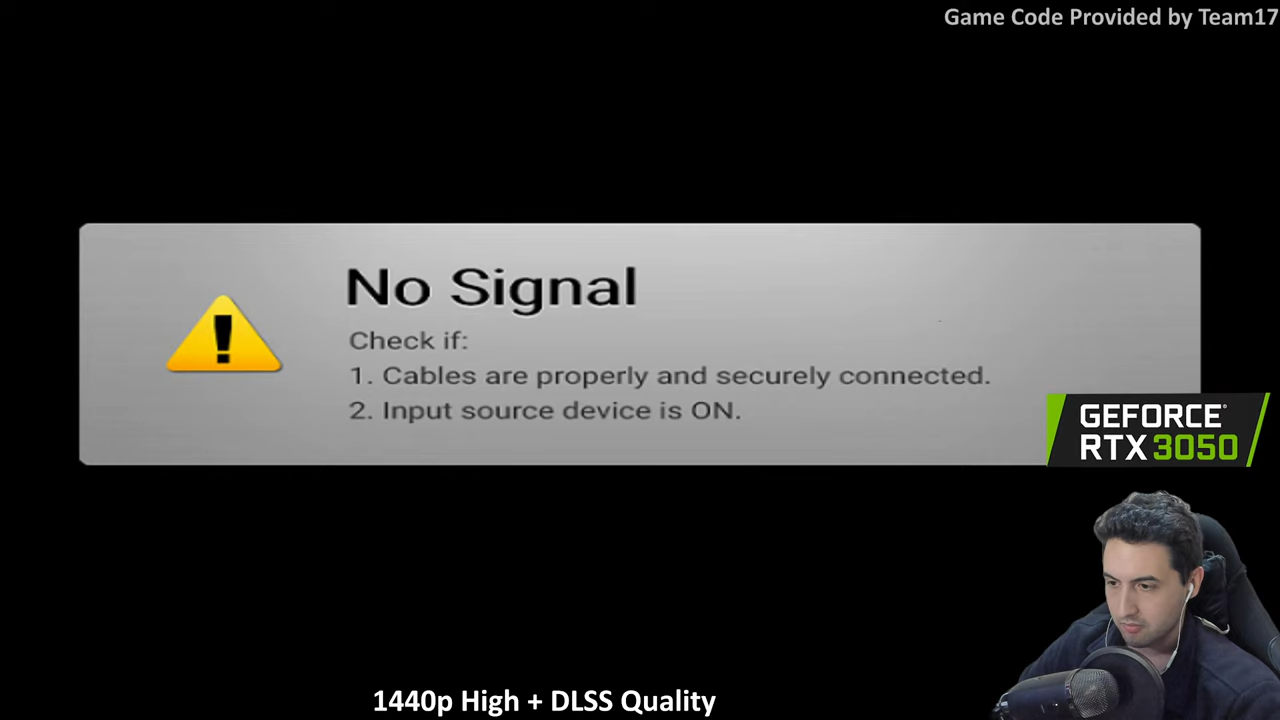 Game Code Provided by Team17
No Signal
Check if:
1. Cables are properly and securely connected.
2. Input source device is ON.
GEFORCE
RTX 3050
1440p High + DLSS Quality